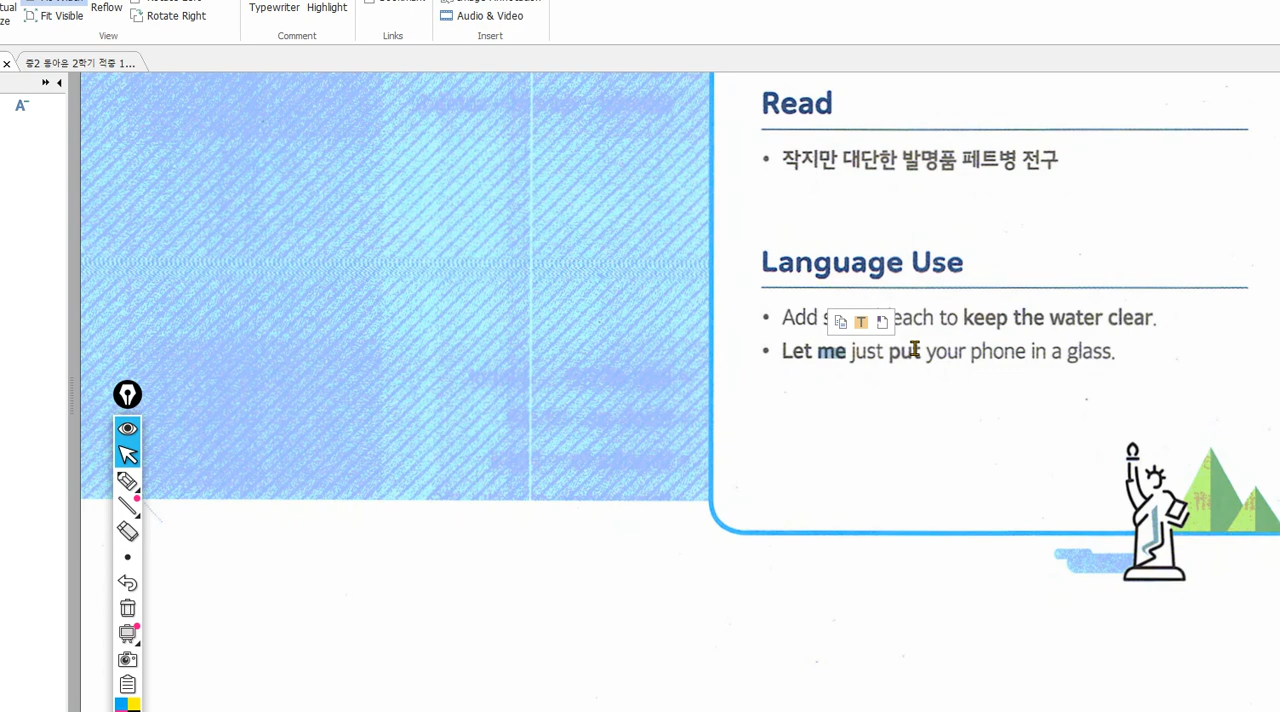 Reflow
Fit Visible
Rotate Right
Typewriter Highlight
Audio & Video
View
Comment
Links
Insert
중2 동아윤 2학기 적중 1...
Read
• 작지만 대단한 발명품 페트병 전구
Language Use
• Add each to keep the water clear.
• Let me just put your phone in a glass.